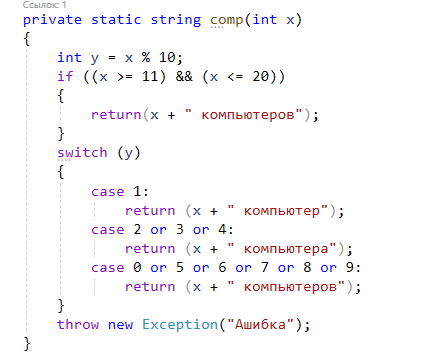 Ссылок: 1
private static string comp(int x)
{
int y = x % 10;
if ((x >= 11) && (x <= 20))
{
return(x + " компьютеров");
}
switch (y)
{
case 1:
return (x + " компьютер");
case 2 or 3 or 4:
return (x + " компьютера");
case 0 or 5 or 6 or 7 or 8 or 9:
return (x + " компьютеров");
}
throw new Exception("Ашибка");
}